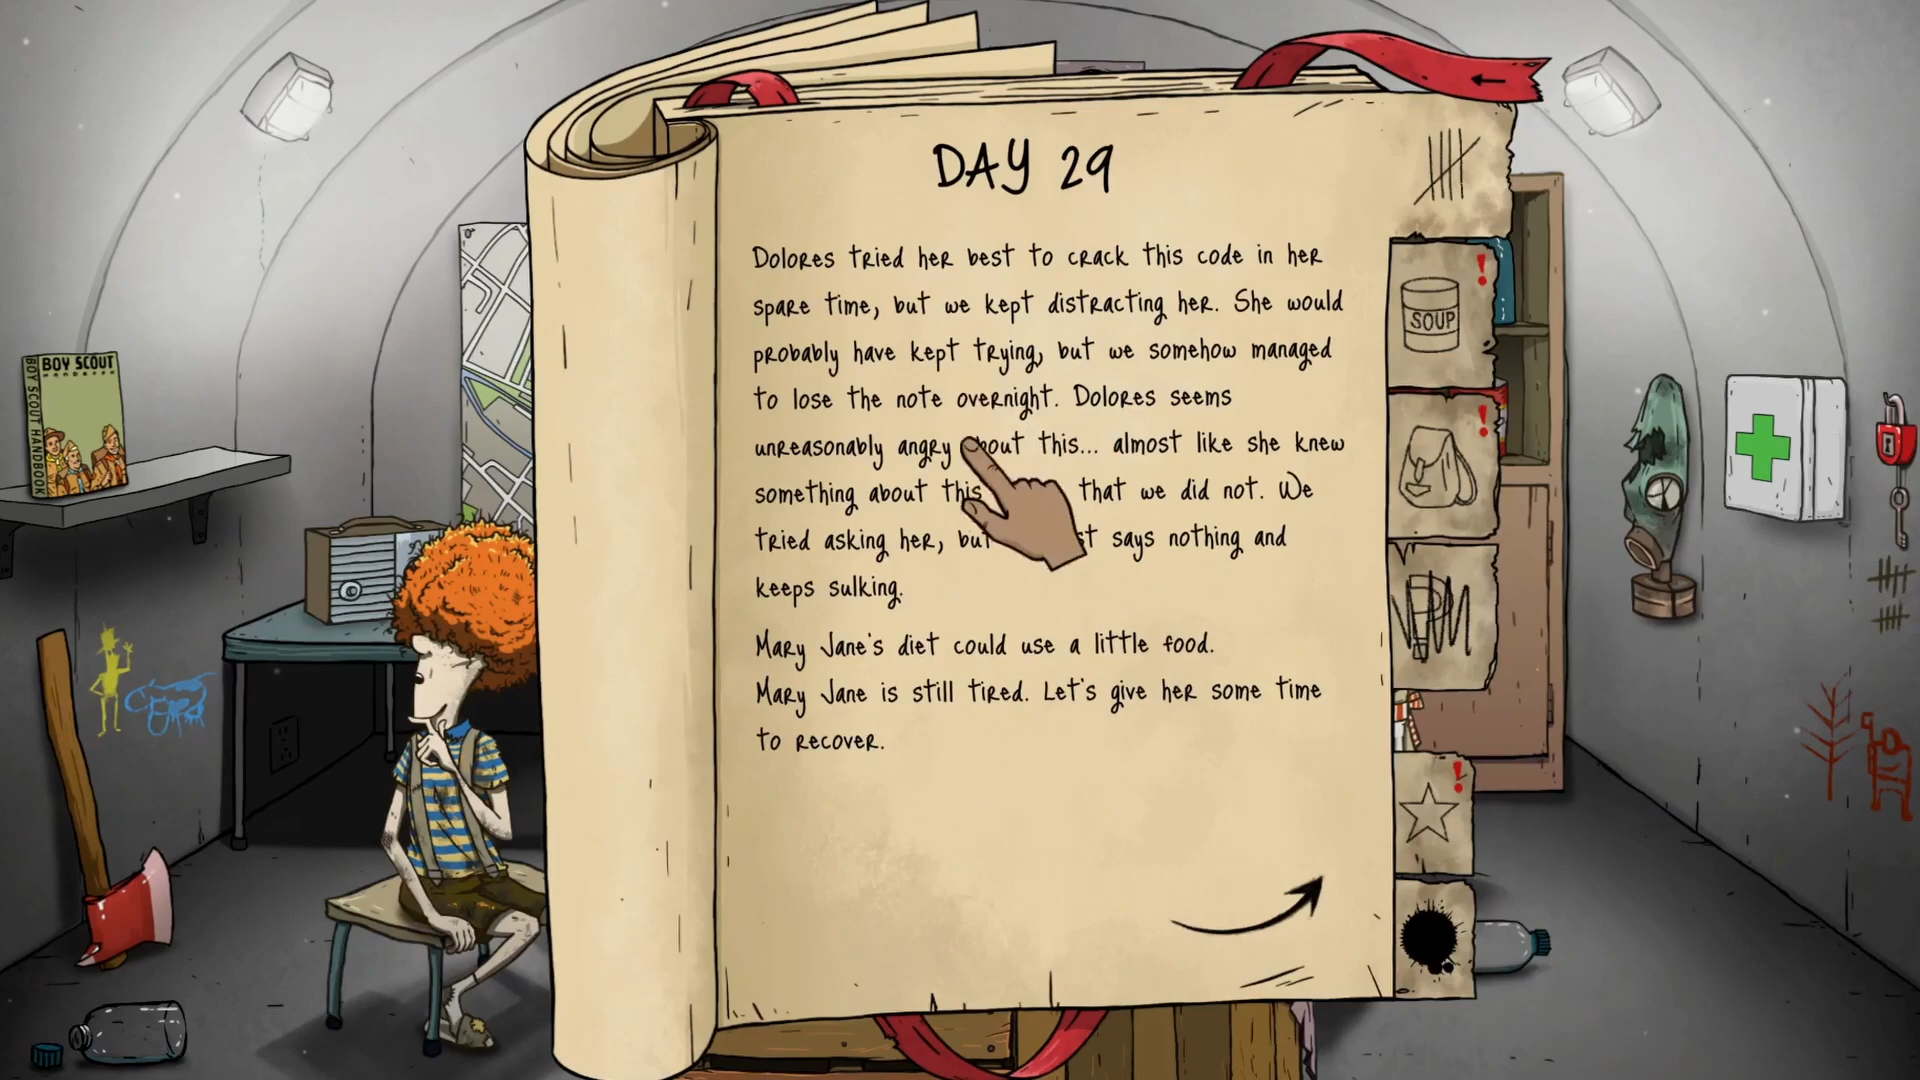 DAY 29
Dolores tried her best to crack this code in her
spare time, but we kept distracting her. She would
probably have kept trying, but we somehow managed
to lose the note overnight. Dolores seems
unreasonably angry about this... almost like she knew
something about this that we did not. We
tried asking her, but says nothing and
keeps sulking.
Mary Jane's diet could use a little food.
Mary Jane is still tired. Let's give her some time
to recover.
BOY SCOUT
HANDBOOK
BOY SCOUT HANDBOOK
SOUP